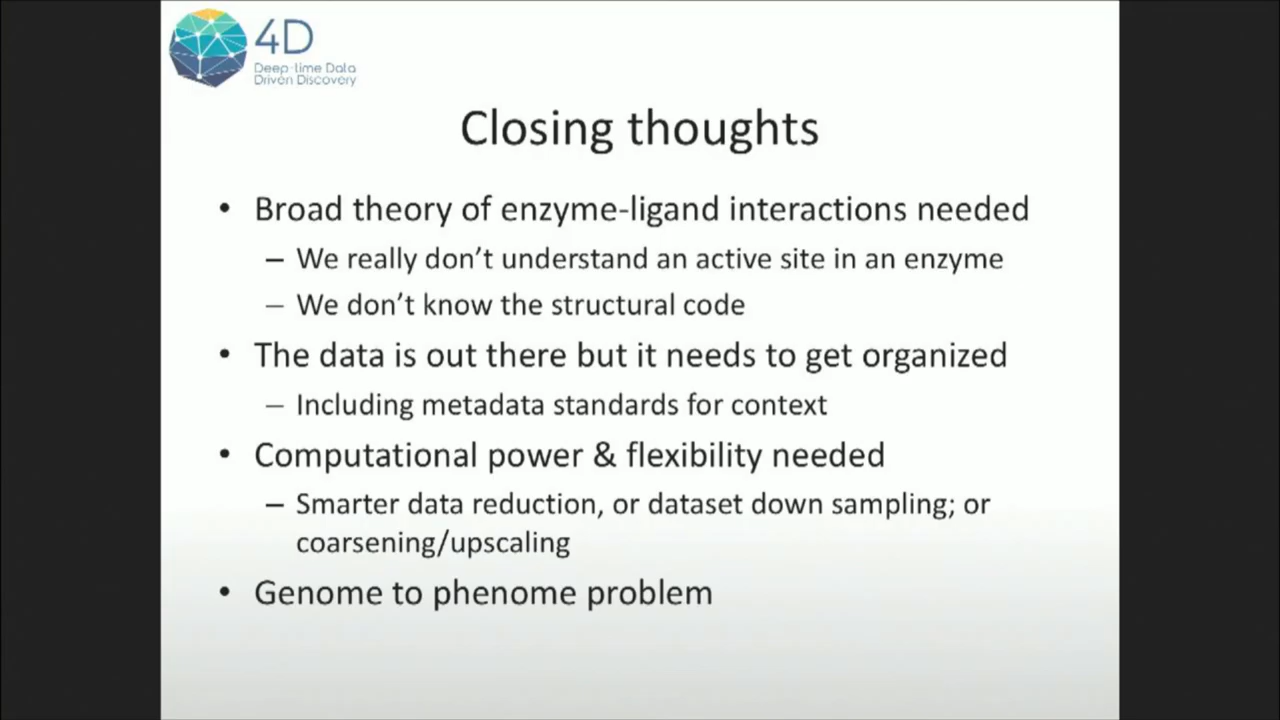 4D
Deep-time Data
Driven Discovery
Closing thoughts
• Broad theory of enzyme-ligand interactions needed
– We really don’t understand an active site in an enzyme
– We don’t know the structural code
• The data is out there but it needs to get organized
– Including metadata standards for context
• Computational power & flexibility needed
– Smarter data reduction, or dataset down sampling; or
coarsening/upscaling
• Genome to phenome problem